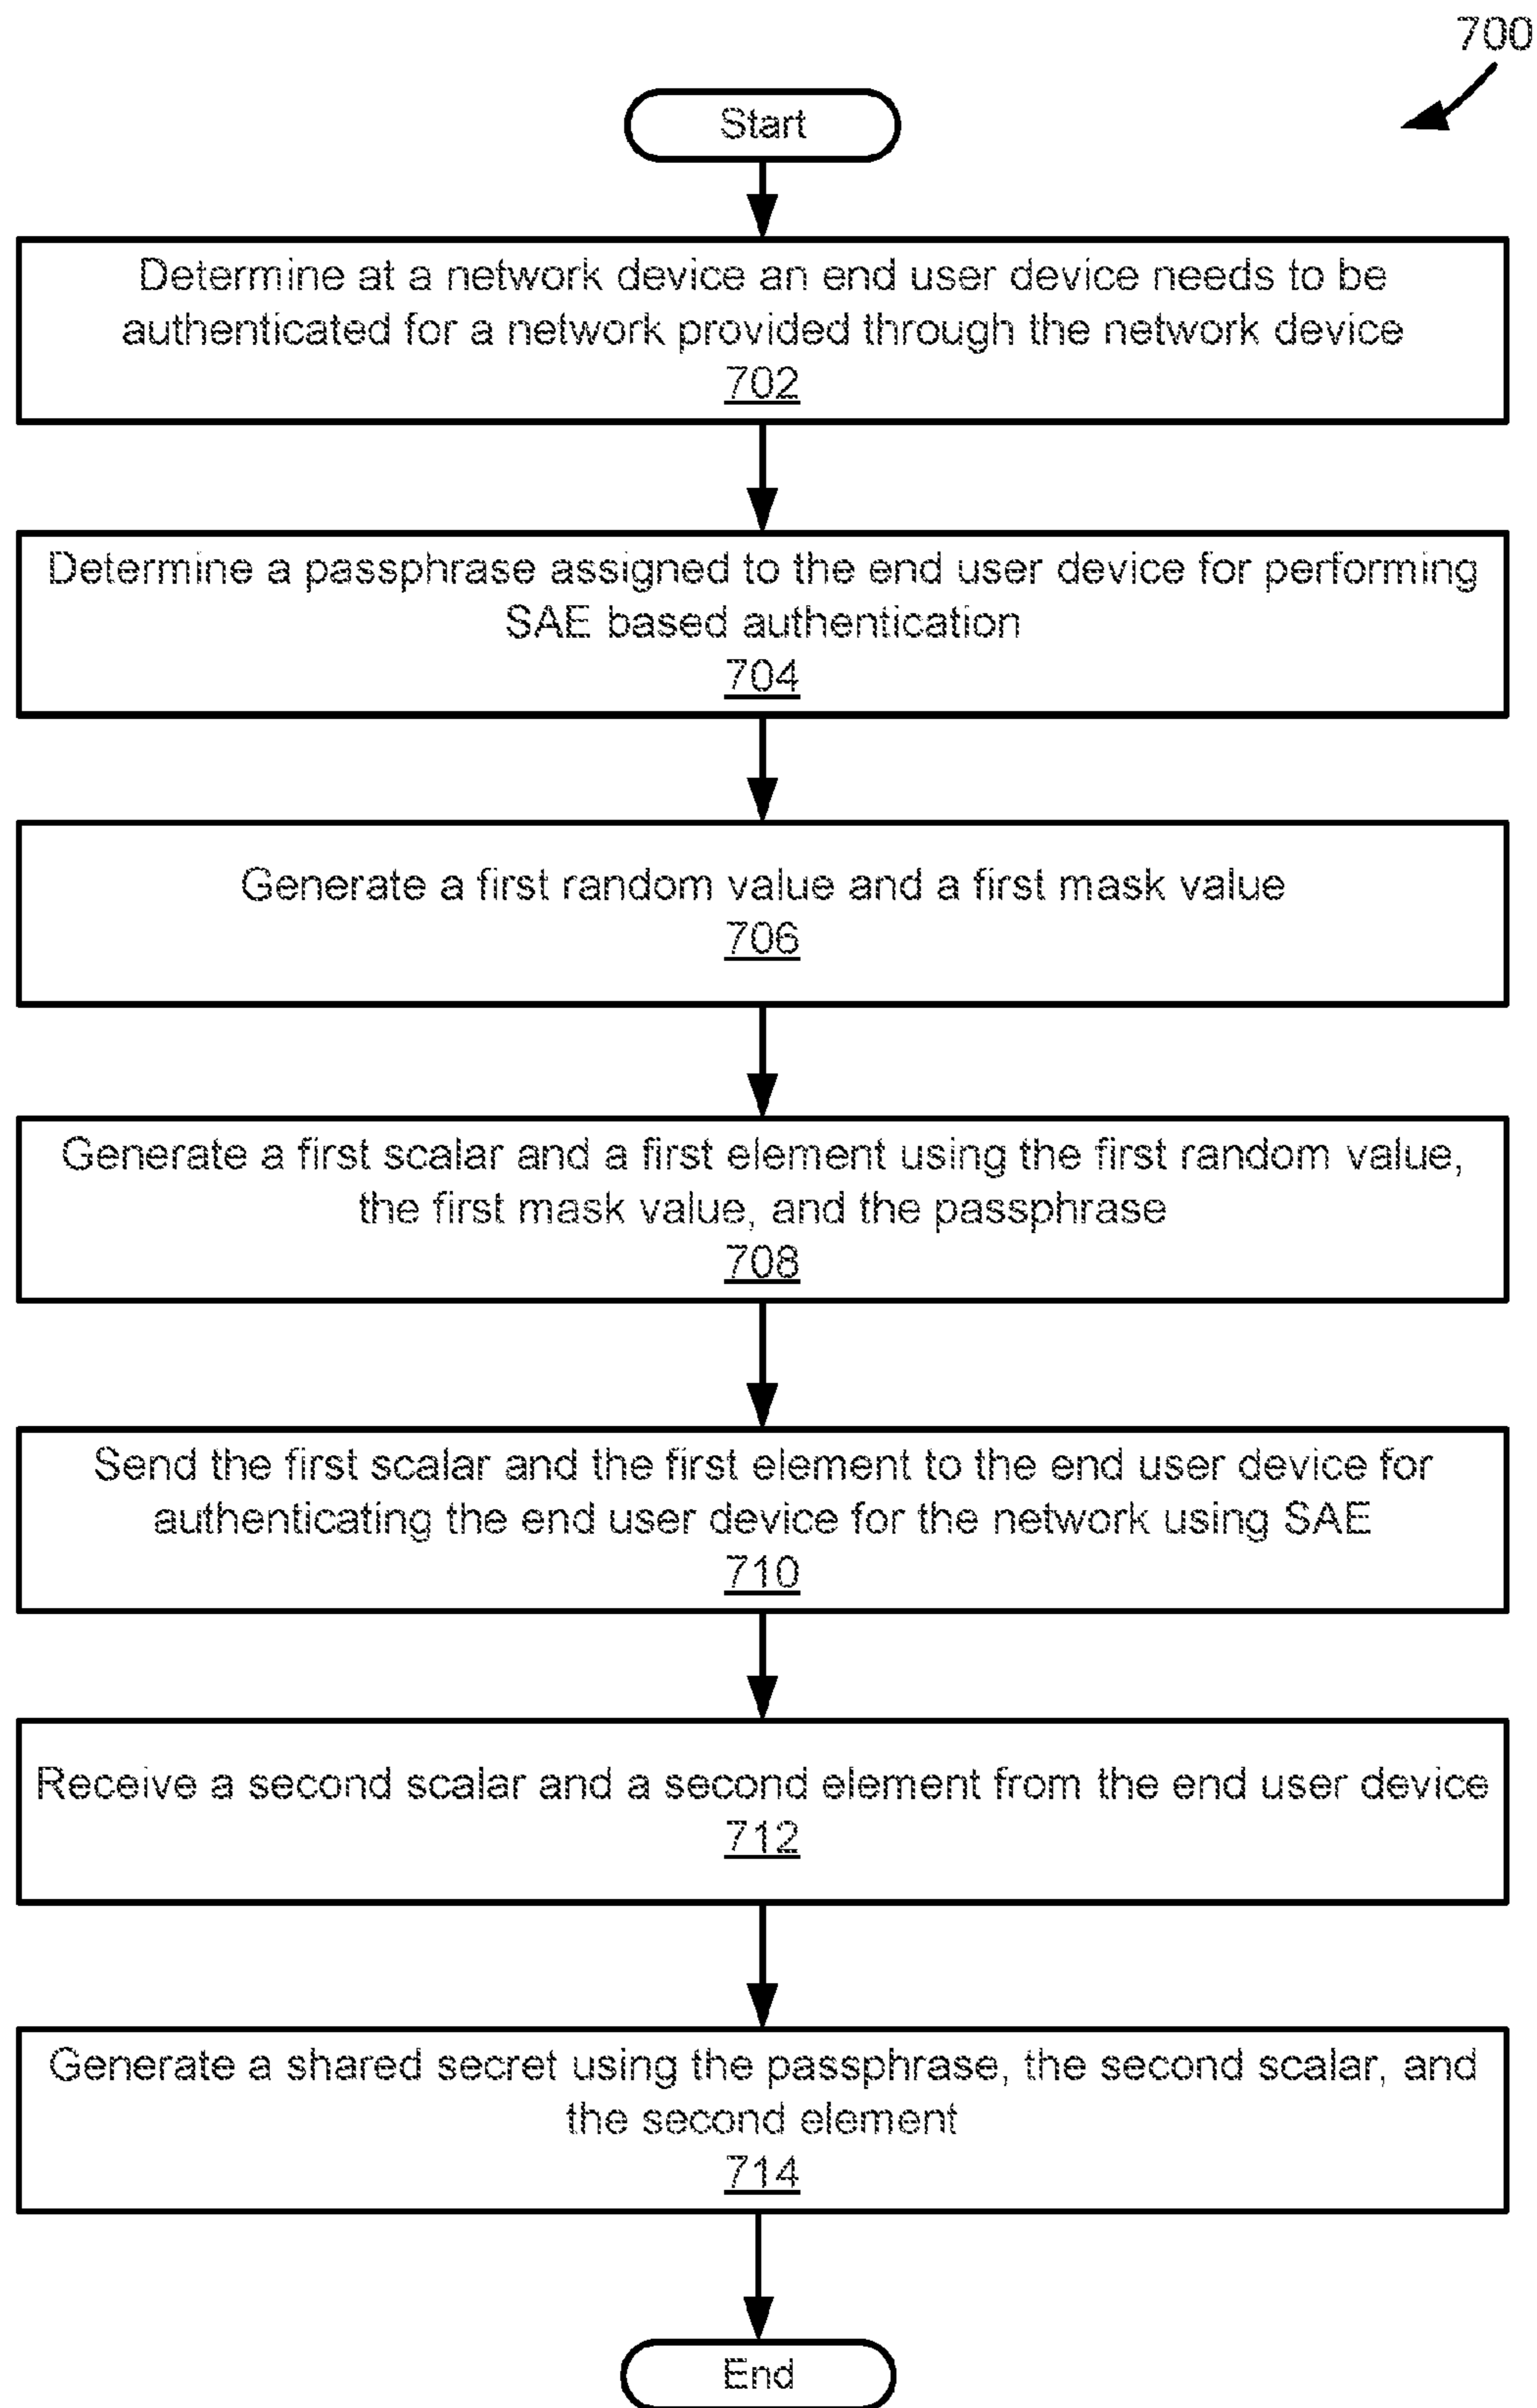 700
Start
Determine at a network device an end user device needs to be
authenticated for a network provided through the network device
702
Determine a passphrase assigned to the end user device for performing
SAE based authentication
704
Generate a first random value and a first mask value
706
Generate a first scalar and a first element using the first random value,
the first mask value, and the passphrase
708
Send the first scalar and the first element to the end user device for
authenticating the end user device for the network using SAE
710
Receive a second scalar and a second element from the end user device
712
Generate a shared secret using the passphrase, the second scalar, and
the second element
714
End